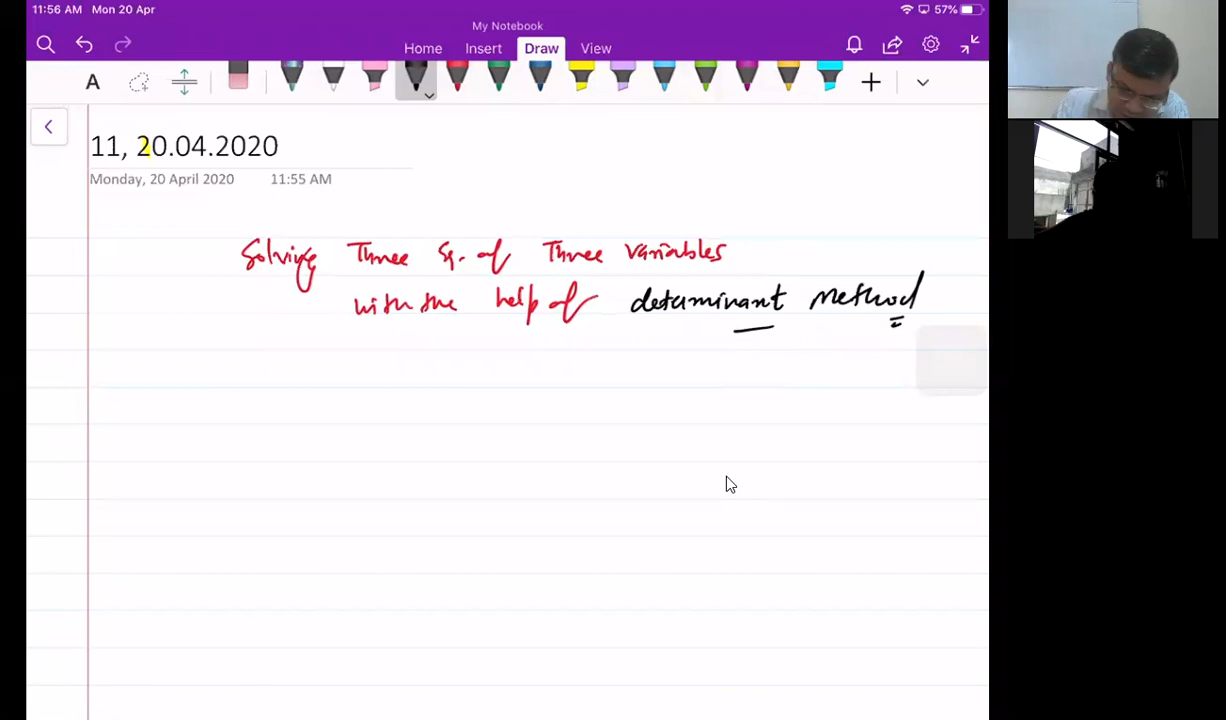 11:56 AM Mon 20 Apr
57%
My Notebook
Home Insert Draw View
A
11, 20.04.2020
Monday, 20 April 2020 11:55 AM
Solving Three Eq. of Three variables
with the help of determinant method